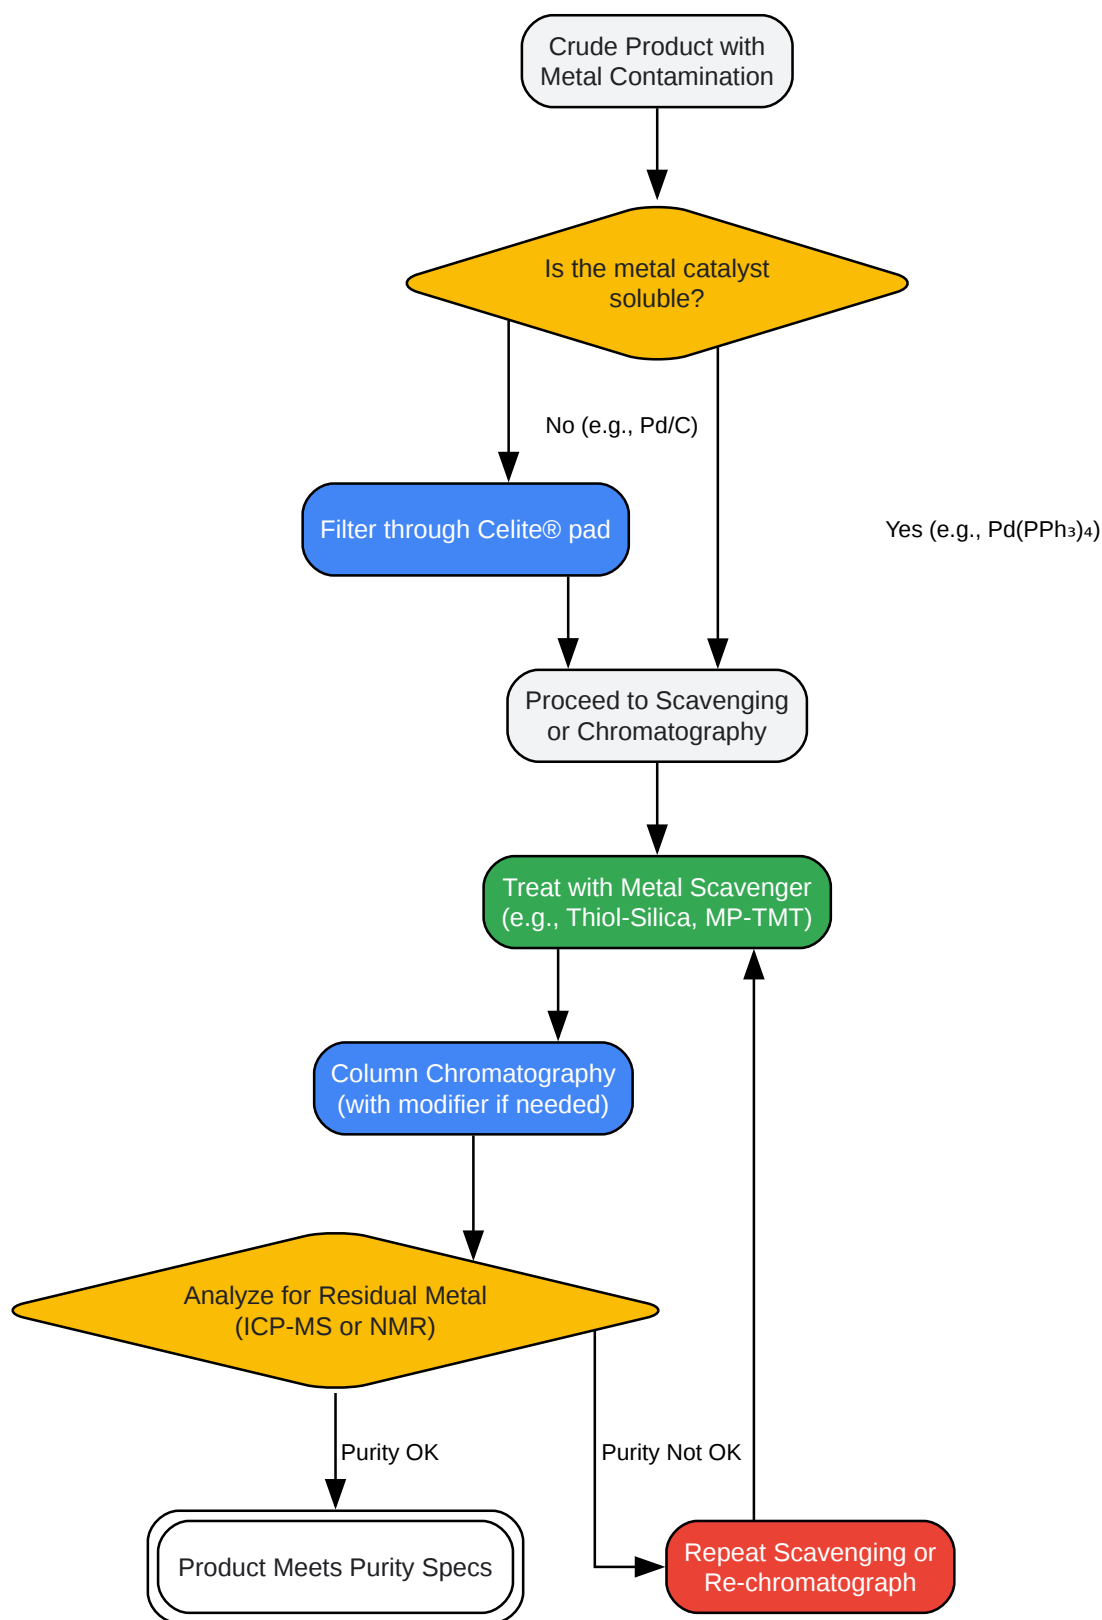 Crude Product with
Metal Contamination
Is the metal catalyst
soluble?
No (e.g., Pd/C)
Filter through Celite® pad
Yes (e.g., Pd(PPh₃)₄)
Proceed to Scavenging
or Chromatography
Treat with Metal Scavenger
(e.g., Thiol-Silica, MP-TMT)
Column Chromatography
(with modifier if needed)
Analyze for Residual Metal
(ICP-MS or NMR)
Purity OK
Purity Not OK
Product Meets Purity Specs
Repeat Scavenging or
Re-chromatograph